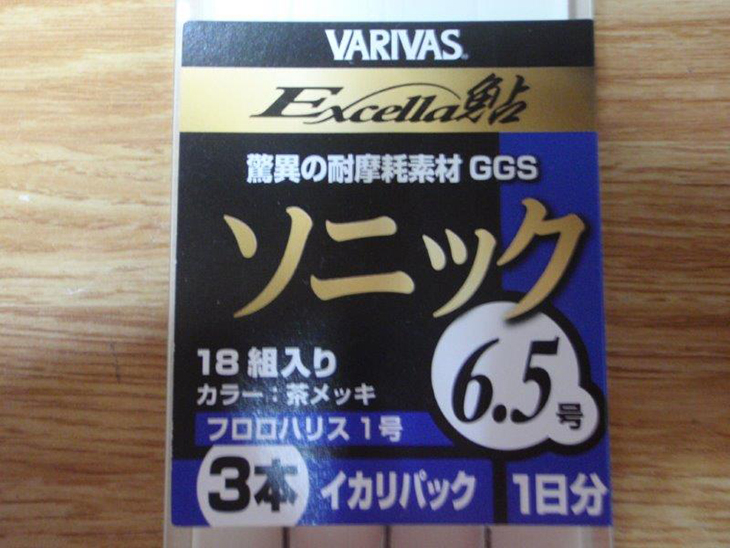 VARIVAS
Excella鮎
驚異の耐摩耗素材 GGS
ソニック
6.5号
18組入り
カラー：茶メッキ
フロロハリス 1号
3本 イカリパック 1日分